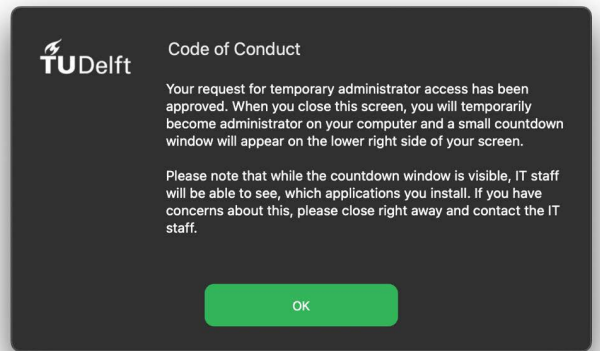 TUDelft
Code of Conduct
Your request for temporary administrator access has been
approved. When you close this screen, you will temporarily
become administrator on your computer and a small countdown
window will appear on the lower right side of your screen.
Please note that while the countdown window is visible, IT staff
will be able to see, which applications you install. If you have
concerns about this, please close right away and contact the IT
staff.
OK